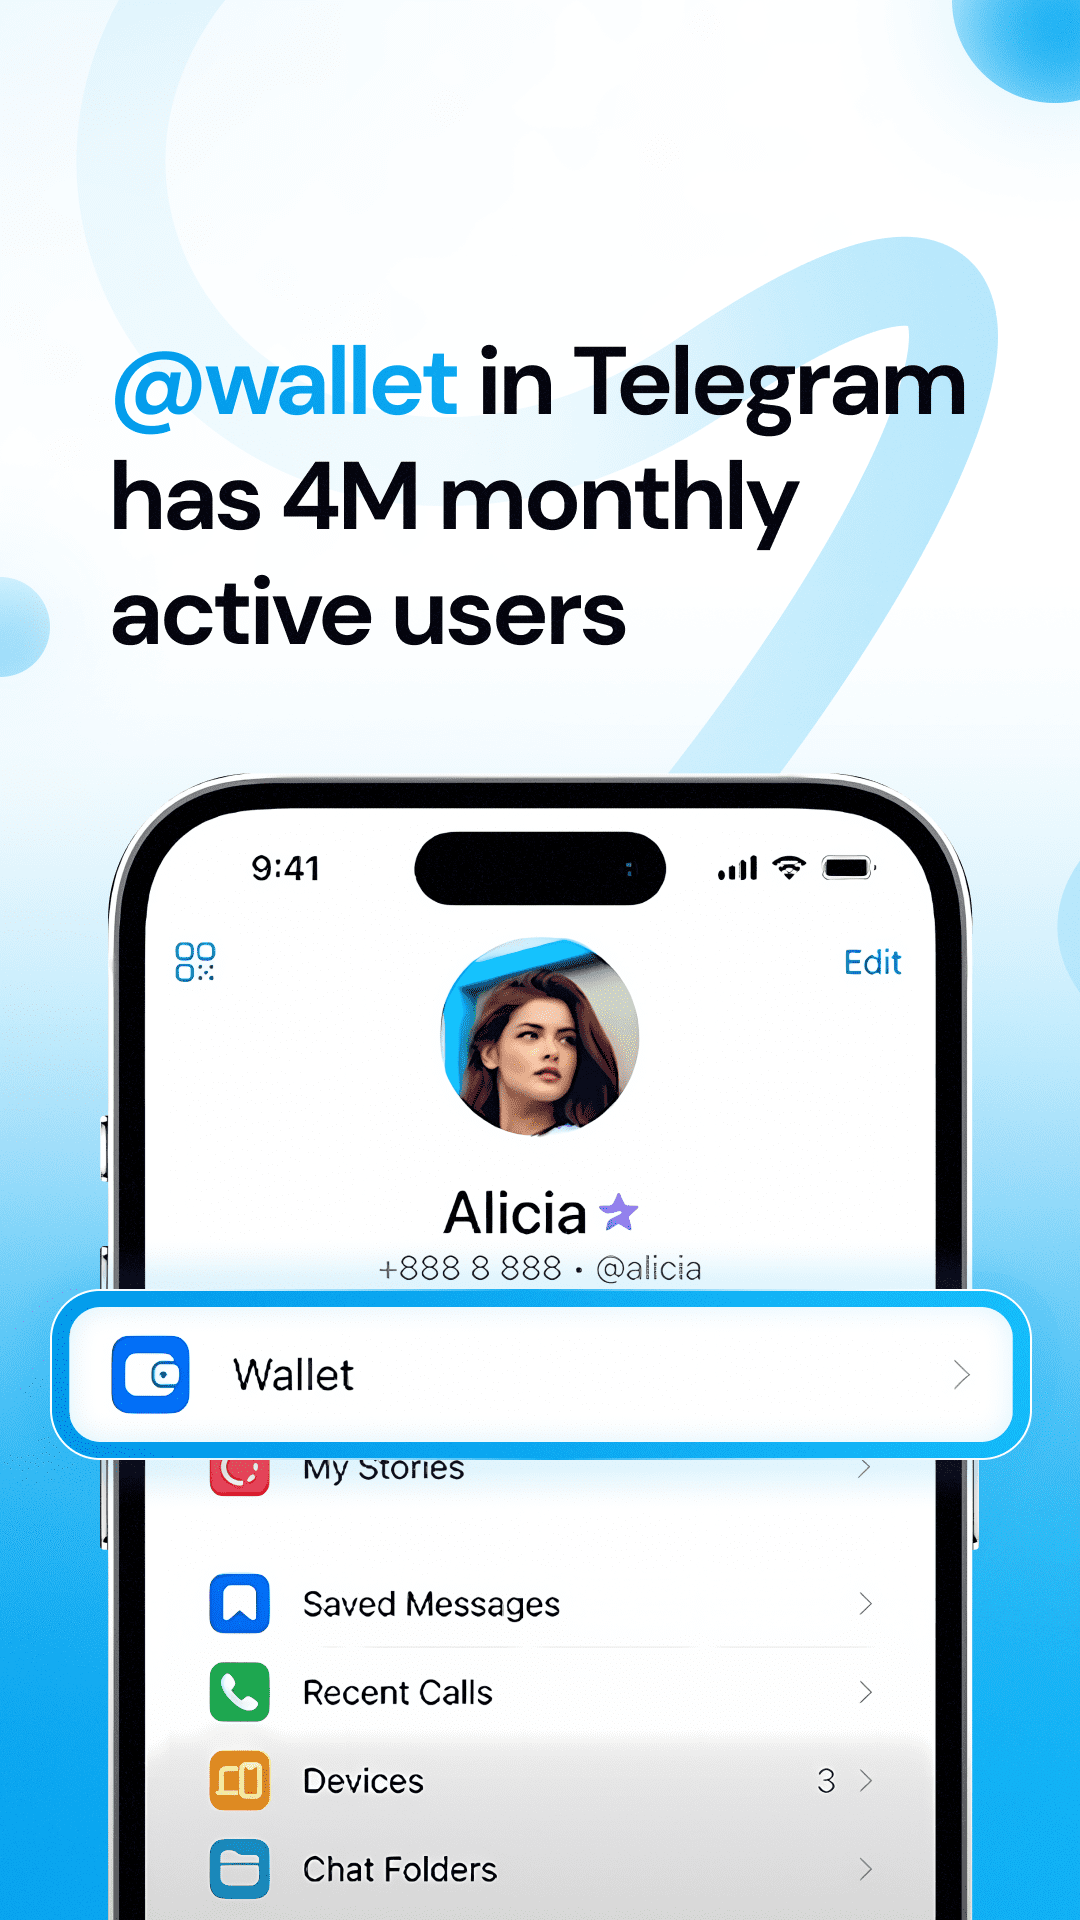 @wallet in Telegram
has 4M monthly
active users
9:41
Edit
Alicia
+888 8 888 • @alicia
Wallet
My Stories
Saved Messages
Recent Calls
Devices 3
Chat Folders